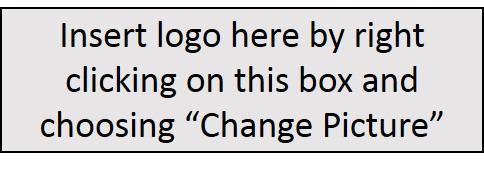 Insert logo here by right
clicking on this box and
choosing “Change Picture”